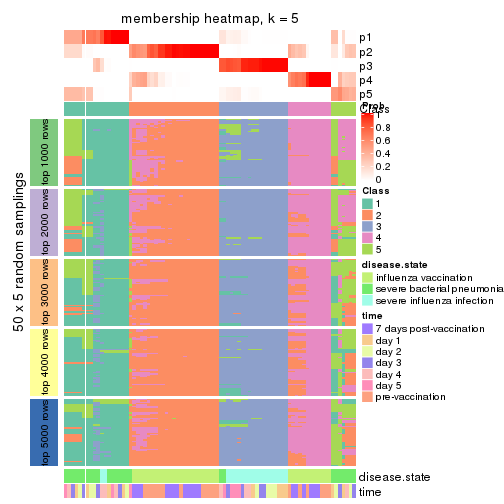 membership heatmap, k = 5
p1
p2
p3
p4
p5
Prob
Class
1
0.8
0.6
0.4
0.2
0
50 x 5 random samplings
top 1000 rows
top 2000 rows
top 3000 rows
top 4000 rows
top 5000 rows
Class
1
2
3
4
5
disease.state
influenza vaccination
severe bacterial pneumonia
severe influenza infection
time
7 days post-vaccination
day 1
day 2
day 3
day 4
day 5
pre-vaccination
disease.state
time